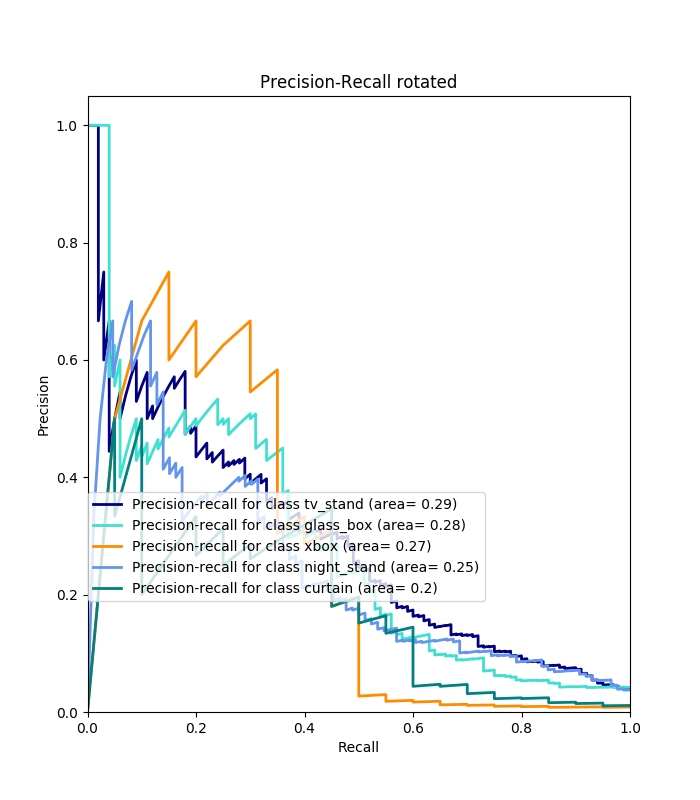 Precision-Recall rotated
1.0
0.8
0.6
0.4
0.2
0.0
Precision
Precision-recall for class tv_stand (area= 0.29)
Precision-recall for class glass_box (area= 0.28)
Precision-recall for class xbox (area= 0.27)
Precision-recall for class night_stand (area= 0.25)
Precision-recall for class curtain (area= 0.2)
0.0 0.2 0.4 0.6 0.8 1.0
Recall